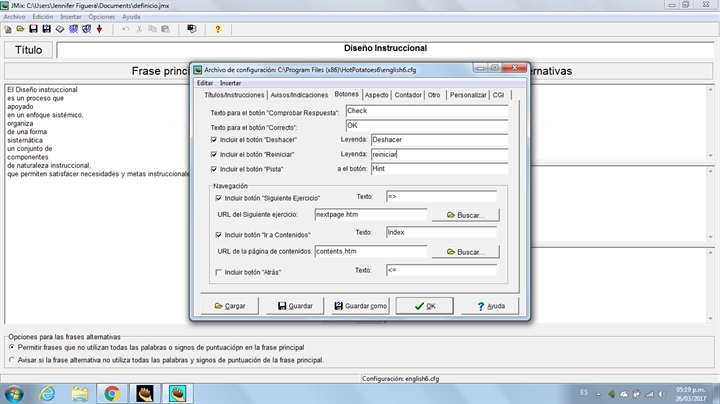 JMix: C:\Users\Jennifer Figuera\Documents\definicio.jmx
Archivo Edición Insertar Opciones Ayuda
Título
Diseño Instruccional
Frase princ
ernativas
El Diseño instruccional
es un proceso que
apoyado
en un enfoque sistémico,
organiza
de una forma
sistemática
un conjunto de
componentes
de naturaleza instruccional,
que permiten satisfacer necesidades y metas instruccionale
Archivo de configuración: C:\Program Files (x86)\HotPotatoes6\english6.cfg
Editar Insertar
Títulos/Instrucciones Avisos/Indicaciones Botones Aspecto Contador Otro Personalizar CGI
Texto para el botón "Comprobar Respuesta": Check
Texto para el botón "Correcto": OK
Incluir el botón "Deshacer" Leyenda: Deshacer
Incluir el botón "Reiniciar" Leyenda: reiniciar
Incluir el botón "Pista" a el botón: Hint
Navegación
Incluir botón "Siguiente Ejercicio" Texto: =>
URL del Siguiente ejercicio: nextpage.htm Buscar...
Incluir botón "Ir a Contenidos" Texto: Index
URL de la página de contenidos: contents.htm Buscar...
Incluir botón "Atrás" Texto: <=
Cargar Guardar Guardar como OK Ayuda
Opciones para las frases alternativas
Permitir frases que no utilizan todas las palabras o signos de puntuaciópn en la frase principal
Avisar si la frase alternativa no utiliza todas las palabras y signos de puntuación de la frase principal.
Configuración: english6.cfg
ES
05:19 p.m.
26/03/2017